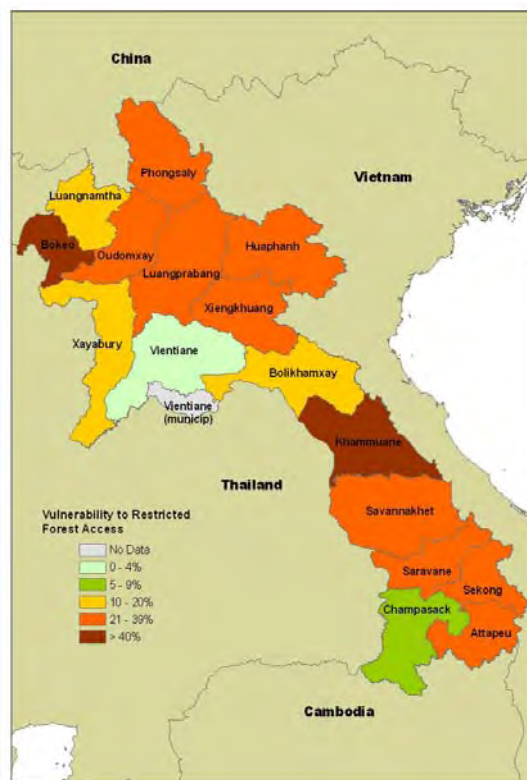 China
Phongsaly
Vietnam
Luangnamtha
Bokeo
Oudomxay
Huaphanh
Luangprabang
Xiengkhuang
Xayabury
Vientiane
Bolikhamxay
Vientiane
(municip)
Khammuane
Thailand
Savannakhet
Saravane
Sekong
Champasack
Attapeu
Cambodia
Vulnerability to Restricted
Forest Access
No Data
0 - 4%
5 - 9%
10 - 20%
21 - 39%
> 40%